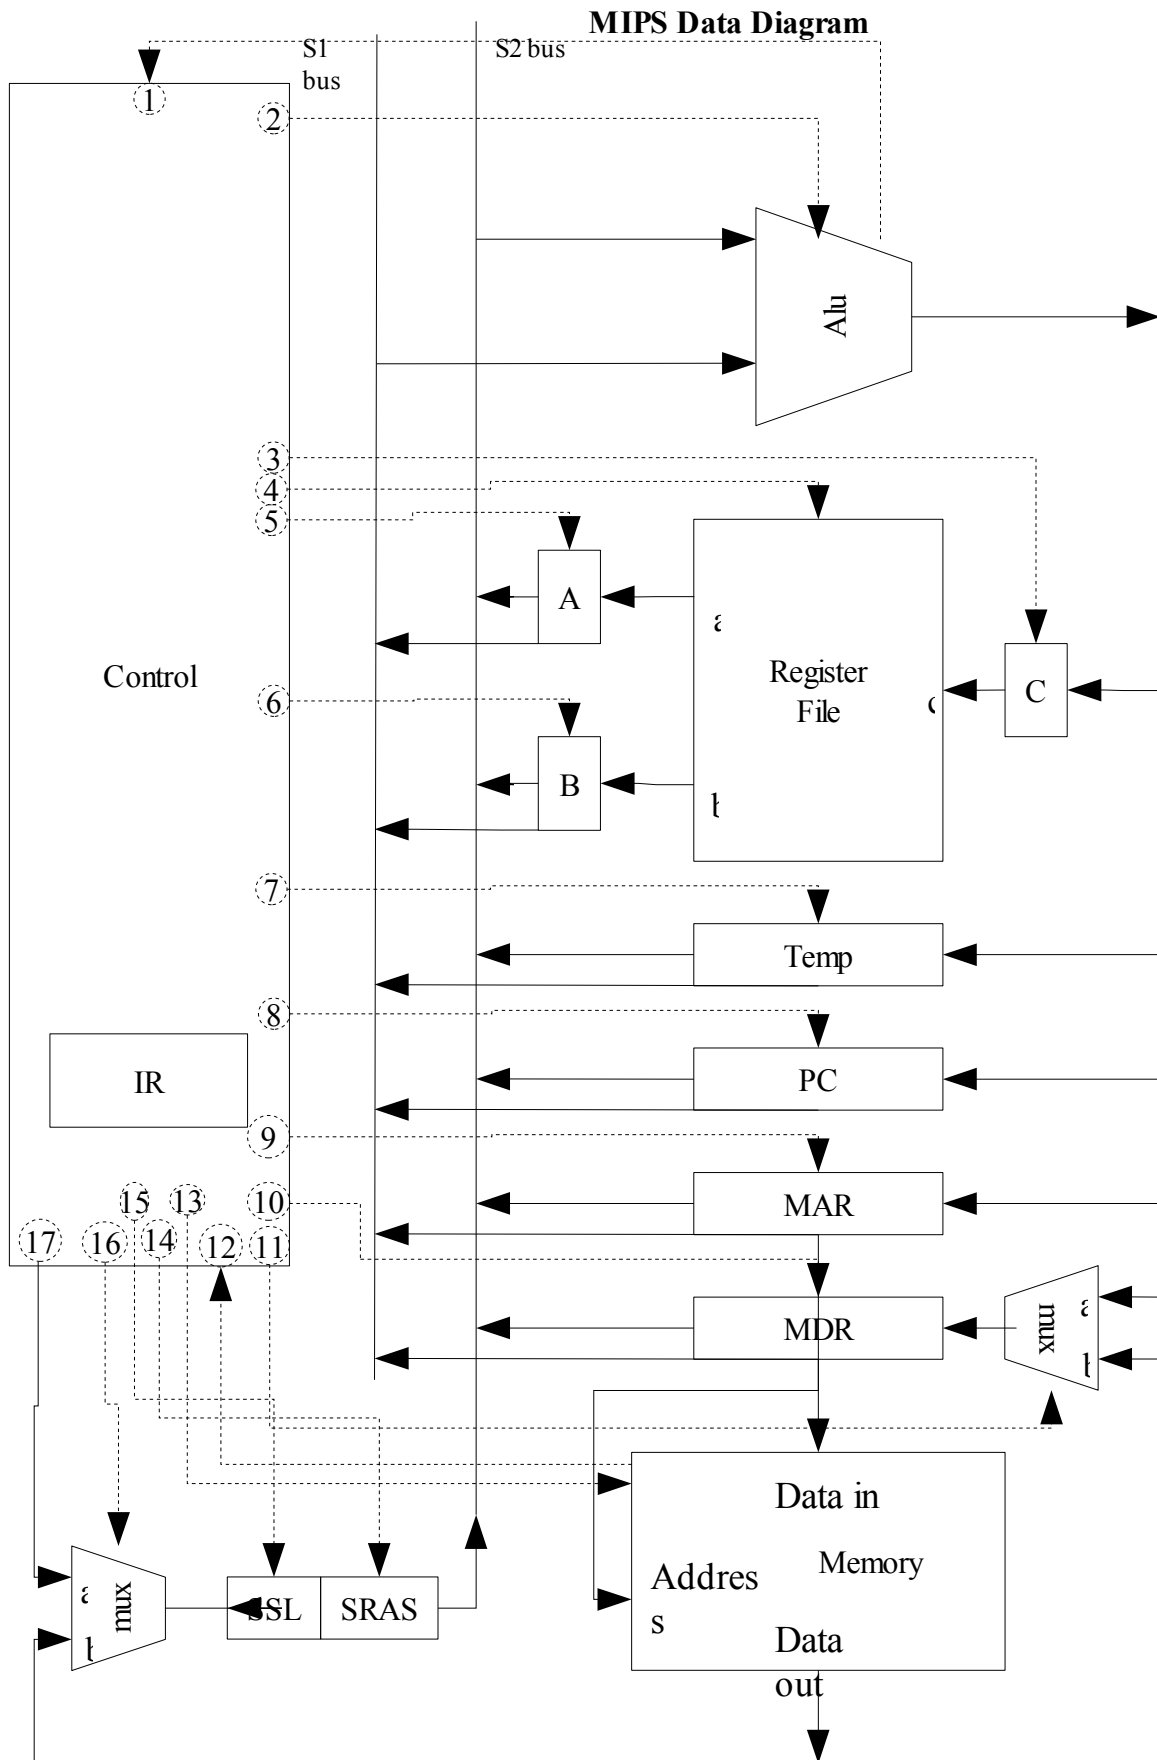 MIPS Data Diagram
S1
bus
S2 bus
1
2
Alu
3
4
5
A
a
Register
File
c
C
Control
6
B
b
7
Temp
8
PC
IR
9
MAR
10
15
13
17
16
14
12
11
MDR
mux
a
b
Data in
Memory
Addres
s
Data
out
a
mux
b
SSL
SRAS